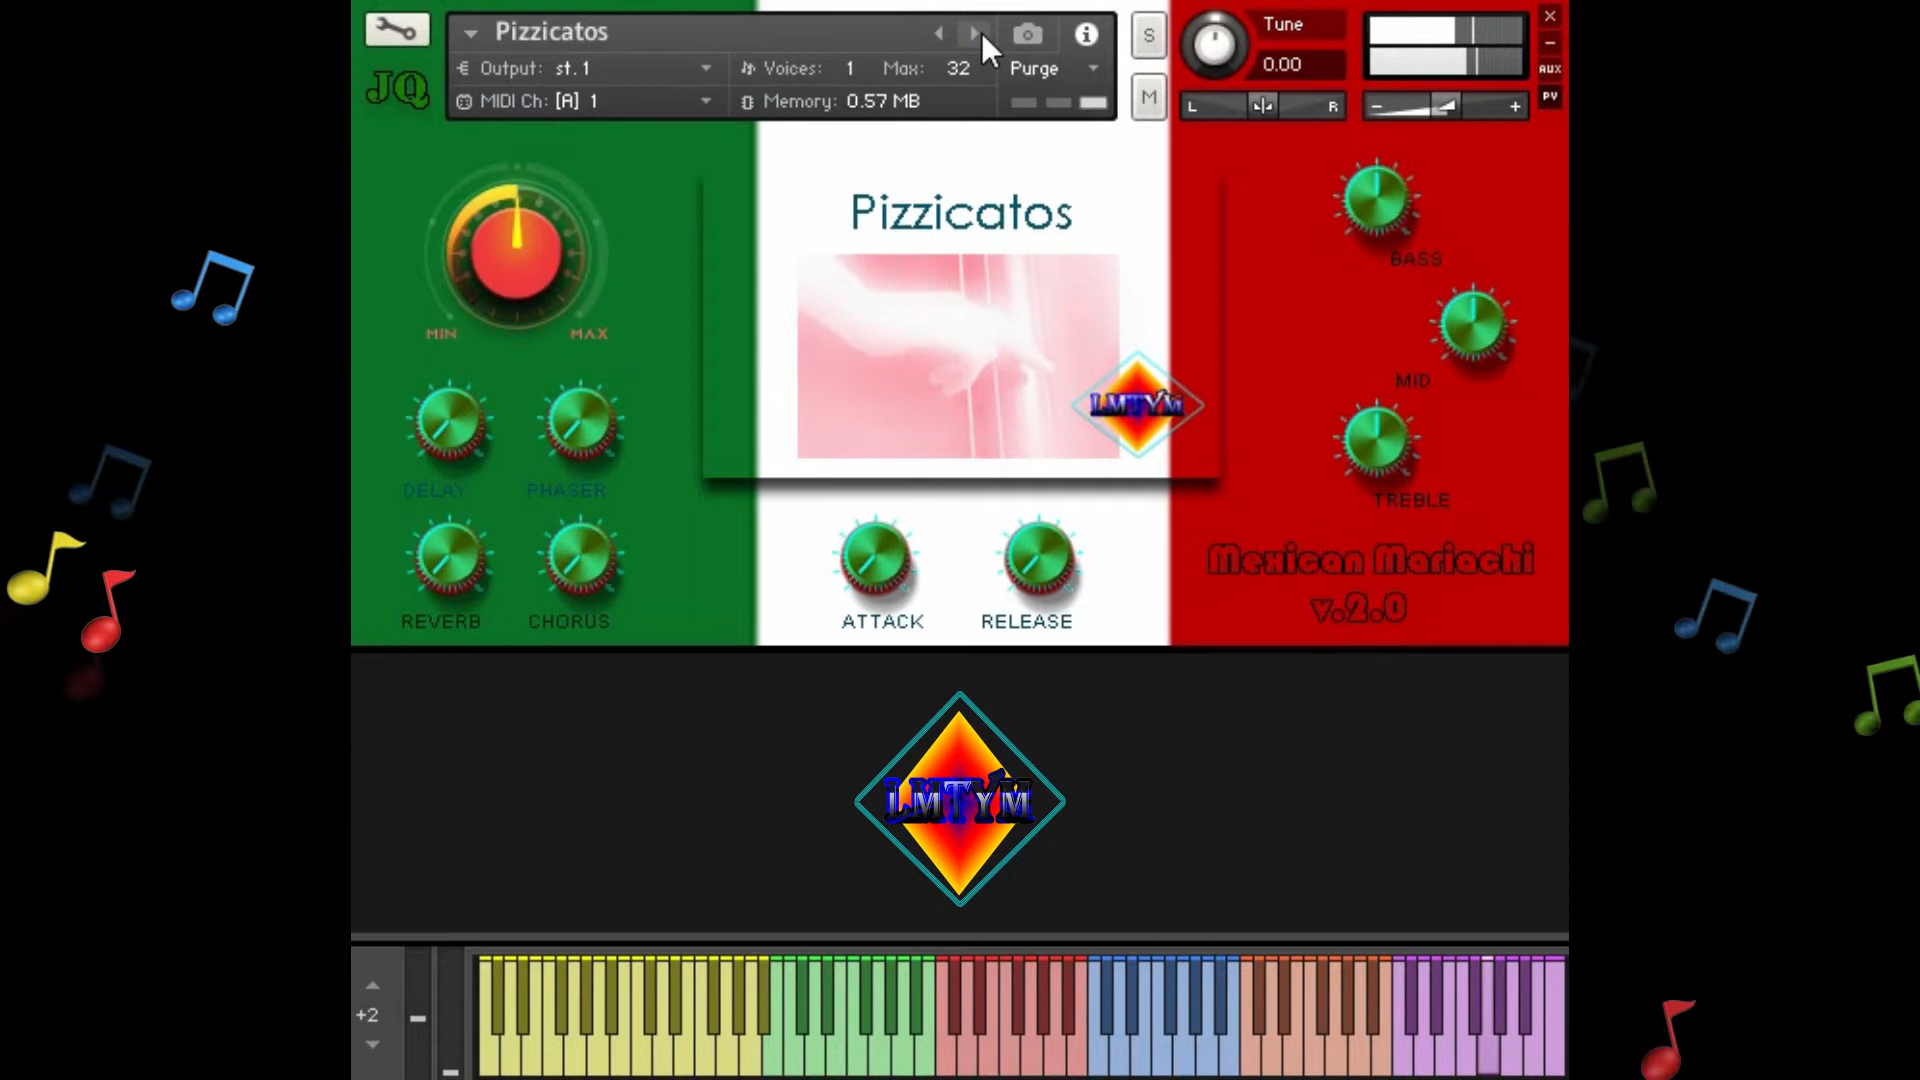 Pizzicatos
Output: st.1
Voices: 1 Max: 32
Purge
MIDI Ch: [A] 1
Memory: 0.57 MB
JQ
S
M
Tune
0.00
L R
- +
X
AUX
PV
Pizzicatos
MIN MAX
BASS
MID
TREBLE
LMTÝM
DELAY PHASER
REVERB CHORUS
ATTACK RELEASE
Mexican Mariachi
v.2.0
LMTÝM
+2